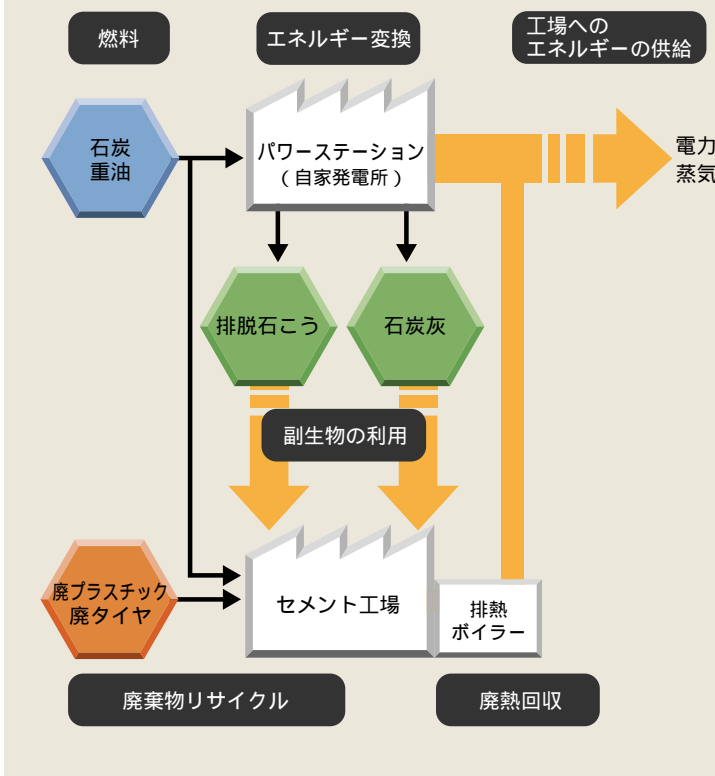 燃料
エネルギー変換
工場への
エネルギーの供給
石炭
重油
パワーステーション
（自家発電所）
電力
蒸気
排脱石こう
石炭灰
副生物の利用
廃プラスチック
廃タイヤ
セメント工場
排熱
ボイラー
廃棄物リサイクル
廃熱回収